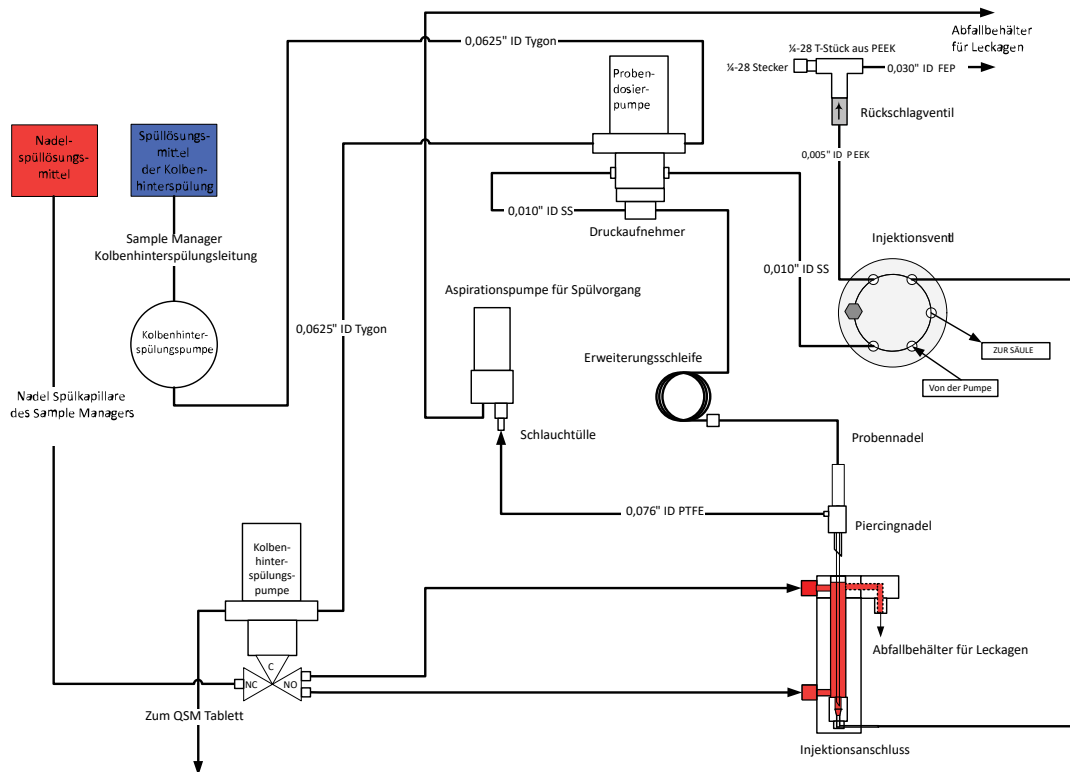 0,0625" ID Tygon
Abfallbehälter
für Leckagen
¼-28 T-Stück aus PEEK
¼-28 Stecker
0,030" ID FEP
Rückschlagventil
Proben-
dosier-
pumpe
Nadel-
spüllösungs-
mittel
Spüllösungs-
mittel
der Kolben-
hinterspülung
0,005" ID PEEK
0,010" ID SS
Druckaufnehmer
Injektionsventil
Sample Manager
Kolbenhinterspülungsleitung
0,010" ID SS
Aspirationspumpe für Spülvorgang
0,0625" ID Tygon
Kolbenhinter-
spülungspumpe
Erweiterungsschleife
ZUR SÄULE
Von der Pumpe
Nadel Spülkapillare
des Sample Managers
Schlauchtülle
Probennadel
0,076" ID PTFE
Piercingnadel
Kolben-
hinter-
spülungs-
pumpe
Abfallbehälter für Leckagen
C
NC
NO
Zum QSM Tablett
Injektionsanschluss